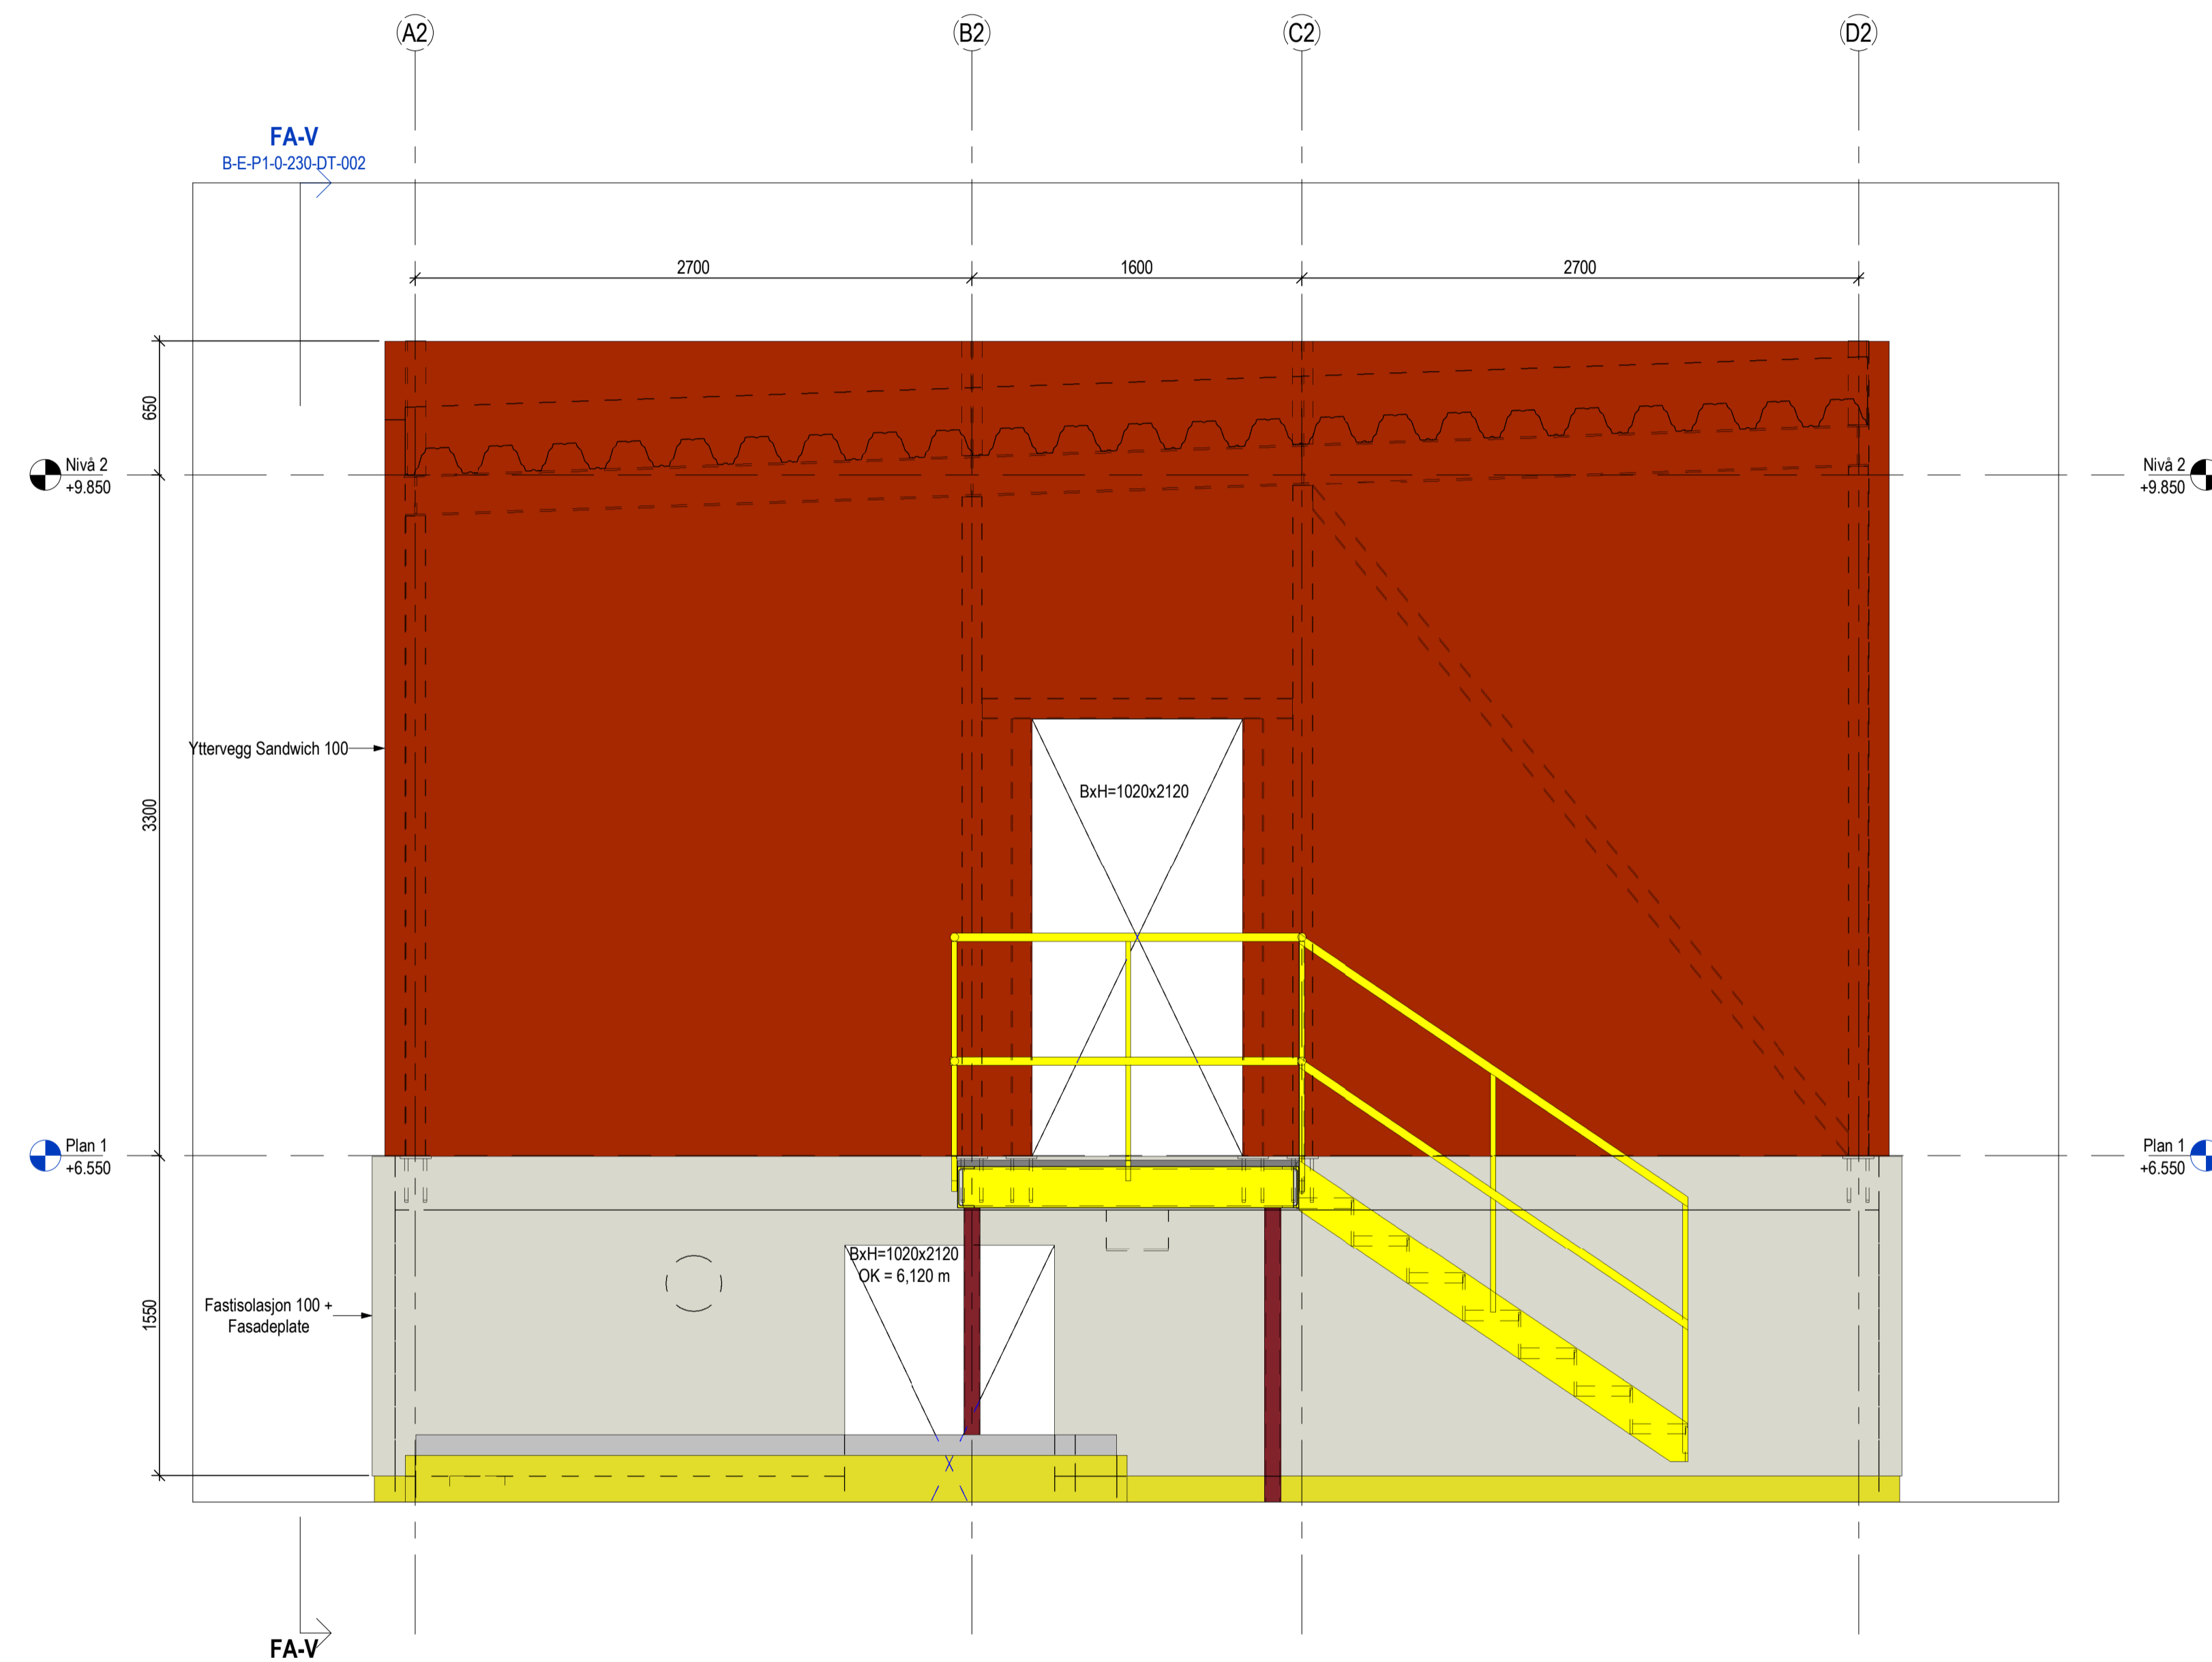 A2
B2
C2
D2
FA-V
B-E-P1-0-230-DT-002
2700
1600
2700
650
Nivå 2
+9.850
Nivå 2
+9.850
Yttervegg Sandwich 100
BxH=1020x2120
3300
Plan 1
+6.550
Plan 1
+6.550
BxH=1020x2120
OK = 6,120 m
Fastisolasjon 100 +
Fasadeplate
1550
FA-V